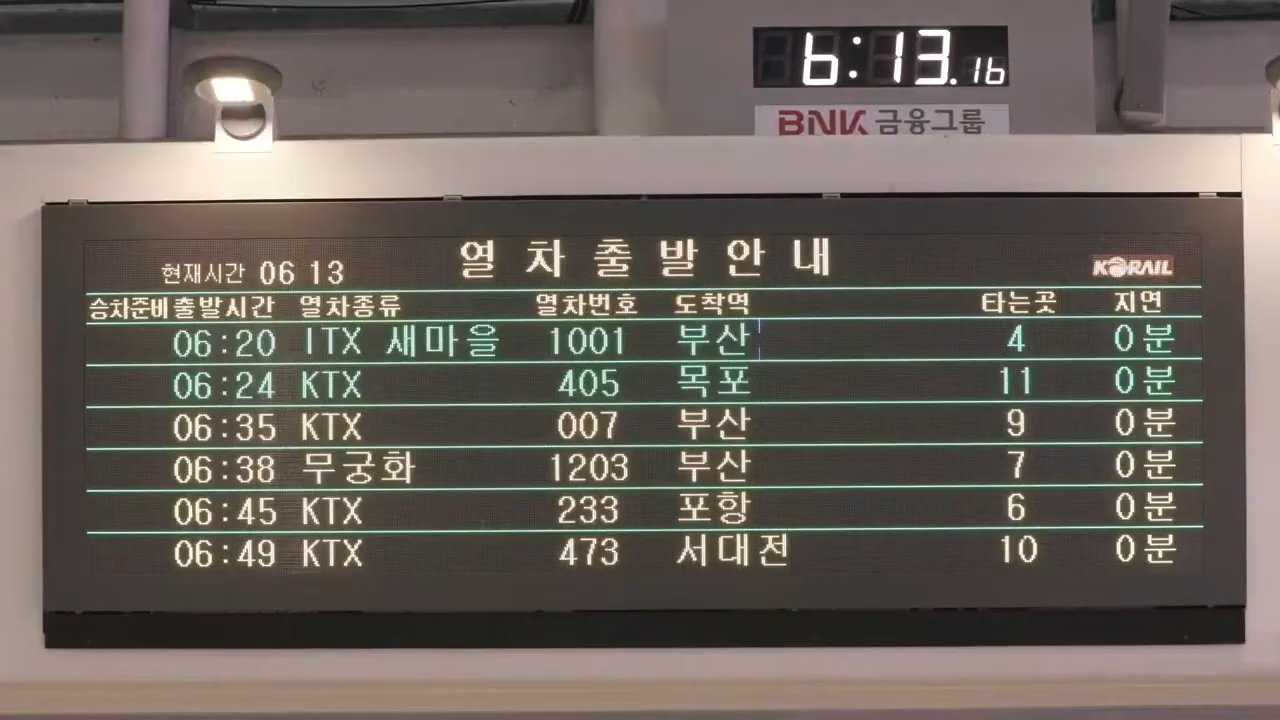 6:13.16
BNK 금융그룹
열차출발안내
현재시간 06 13
KORAIL
승차준비 출발시간 열차종류 열차번호 도착역 타는곳 지연
06:20 ITX 새마을 1001 부산 4 0분
06:24 KTX 405 목포 11 0분
06:35 KTX 007 부산 9 0분
06:38 무궁화 1203 부산 7 0분
06:45 KTX 233 포항 6 0분
06:49 KTX 473 서대전 10 0분